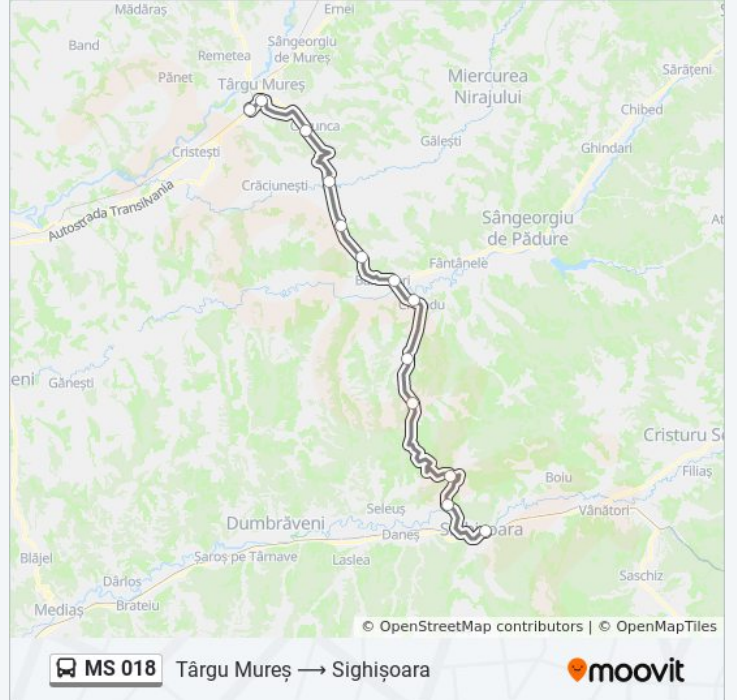 Mădăraș
Ernei
Band
Sângeorgiu
de Mureș
Remetea
Pănet
Târgu Mureș
Miercurea
Nirajului
Sărățeni
Chibed
Găleşti
Ghindari
Cristești
Crăciunești
Autostrada Transilvania
Sângeorgiu
de Pădure
Fântânele
Gănești
Cristuru
Filiaș
Boiu
Vânători
Seleuș
Dumbrăveni
Daneș
Blăjel
Șaroș pe Târnave
Laslea
Saschiz
Dârlos
Mediaș
Brateiu
© OpenStreetMap contributors | © OpenMapTiles
MS 018 Târgu Mureș ⟶ Sighișoara
moovit